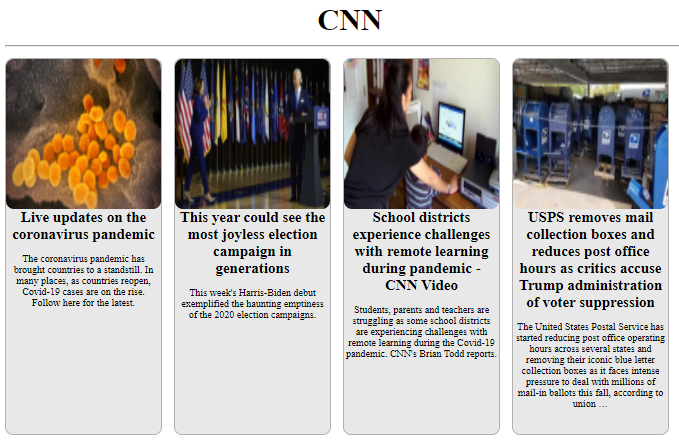 CNN
Live updates on the
coronavirus pandemic
The coronavirus pandemic has
brought countries to a standstill. In
many places, as countries reopen,
Covid-19 cases are on the rise.
Follow here for the latest.
This year could see the
most joyless election
campaign in
generations
This week's Harris-Biden debut
exemplified the haunting emptiness
of the 2020 election campaigns.
School districts
experience challenges
with remote learning
during pandemic -
CNN Video
Students, parents and teachers are
struggling as some school districts
are experiencing challenges with
remote learning during the Covid-19
pandemic. CNN's Brian Todd reports.
USPS removes mail
collection boxes and
reduces post office
hours as critics accuse
Trump administration
of voter suppression
The United States Postal Service has
started reducing post office operating
hours across several states and
removing their iconic blue letter
collection boxes as it faces intense
pressure to deal with millions of
mail-in ballots this fall, according to
union …